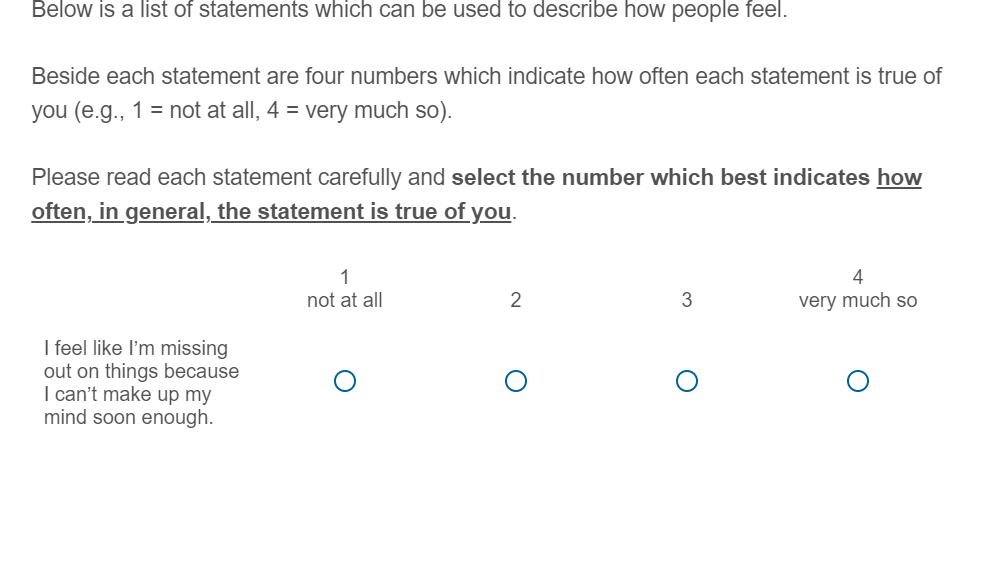 Below is a list of statements which can be used to describe how people feel.
Beside each statement are four numbers which indicate how often each statement is true of
you (e.g., 1 = not at all, 4 = very much so).
Please read each statement carefully and select the number which best indicates how
often, in general, the statement is true of you.
1
not at all
2
3
4
very much so
I feel like I’m missing
out on things because
I can’t make up my
mind soon enough.